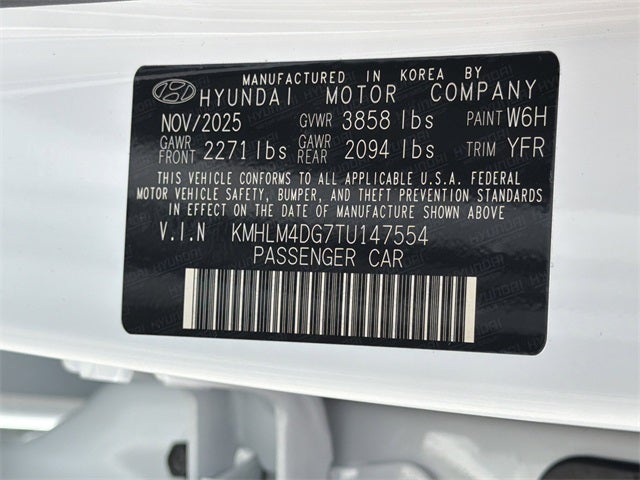 MANUFACTURED IN KOREA BY
HYUNDAI MOTOR COMPANY
NOV/2025 GVWR 3858 lbs PAINT W6H
GAWR FRONT 2271 lbs GAWR REAR 2094 lbs TRIM YFR
THIS VEHICLE CONFORMS TO ALL APPLICABLE U.S.A. FEDERAL
MOTOR VEHICLE SAFETY, BUMPER, AND THEFT PREVENTION
STANDARDS IN EFFECT ON THE DATE OF MANUFACTURE SHOWN ABOVE
V.I.N KMHLM4DG7TU147554
PASSENGER CAR